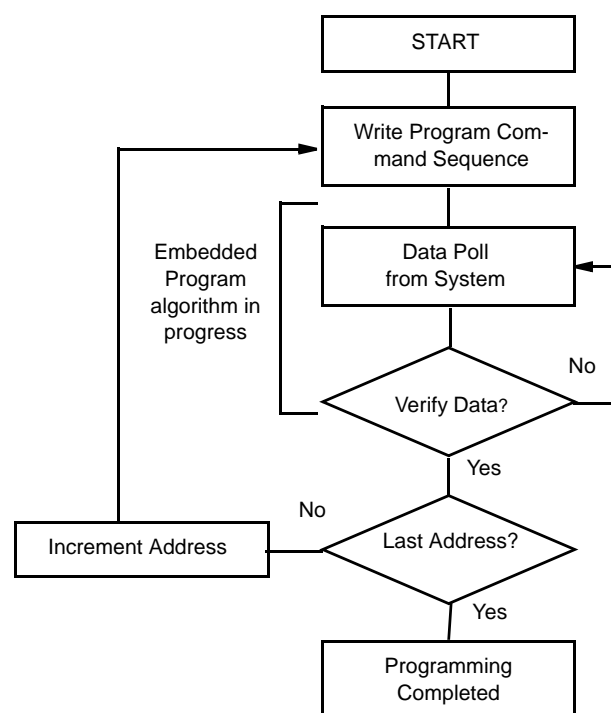 START
Write Program Com-
mand Sequence
Embedded
Program
algorithm in
progress
Data Poll
from System
No
Verify Data?
Yes
No
Increment Address
Last Address?
Yes
Programming
Completed